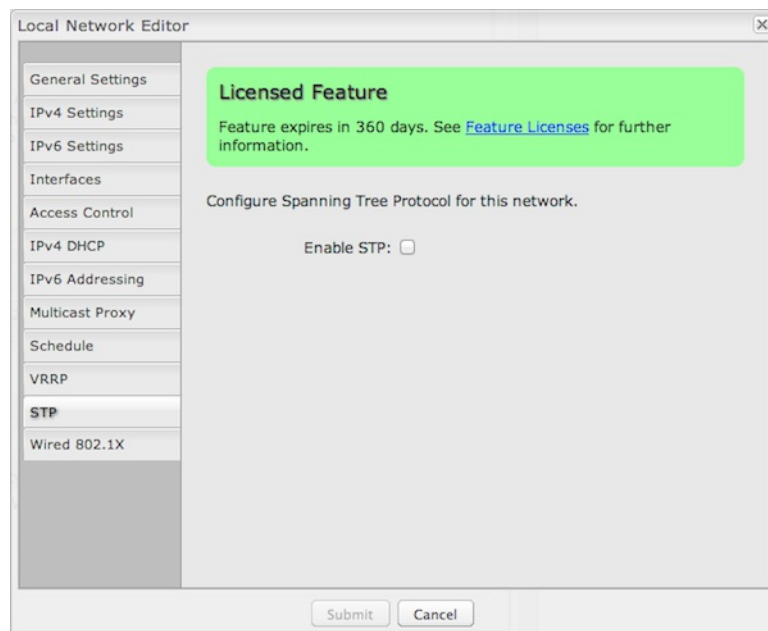 Local Network Editor
General Settings
IPv4 Settings
IPv6 Settings
Interfaces
Access Control
IPv4 DHCP
IPv6 Addressing
Multicast Proxy
Schedule
VRRP
STP
Wired 802.1X
Licensed Feature
Feature expires in 360 days. See Feature Licenses for further
information.
Configure Spanning Tree Protocol for this network.
Enable STP:
Submit
Cancel